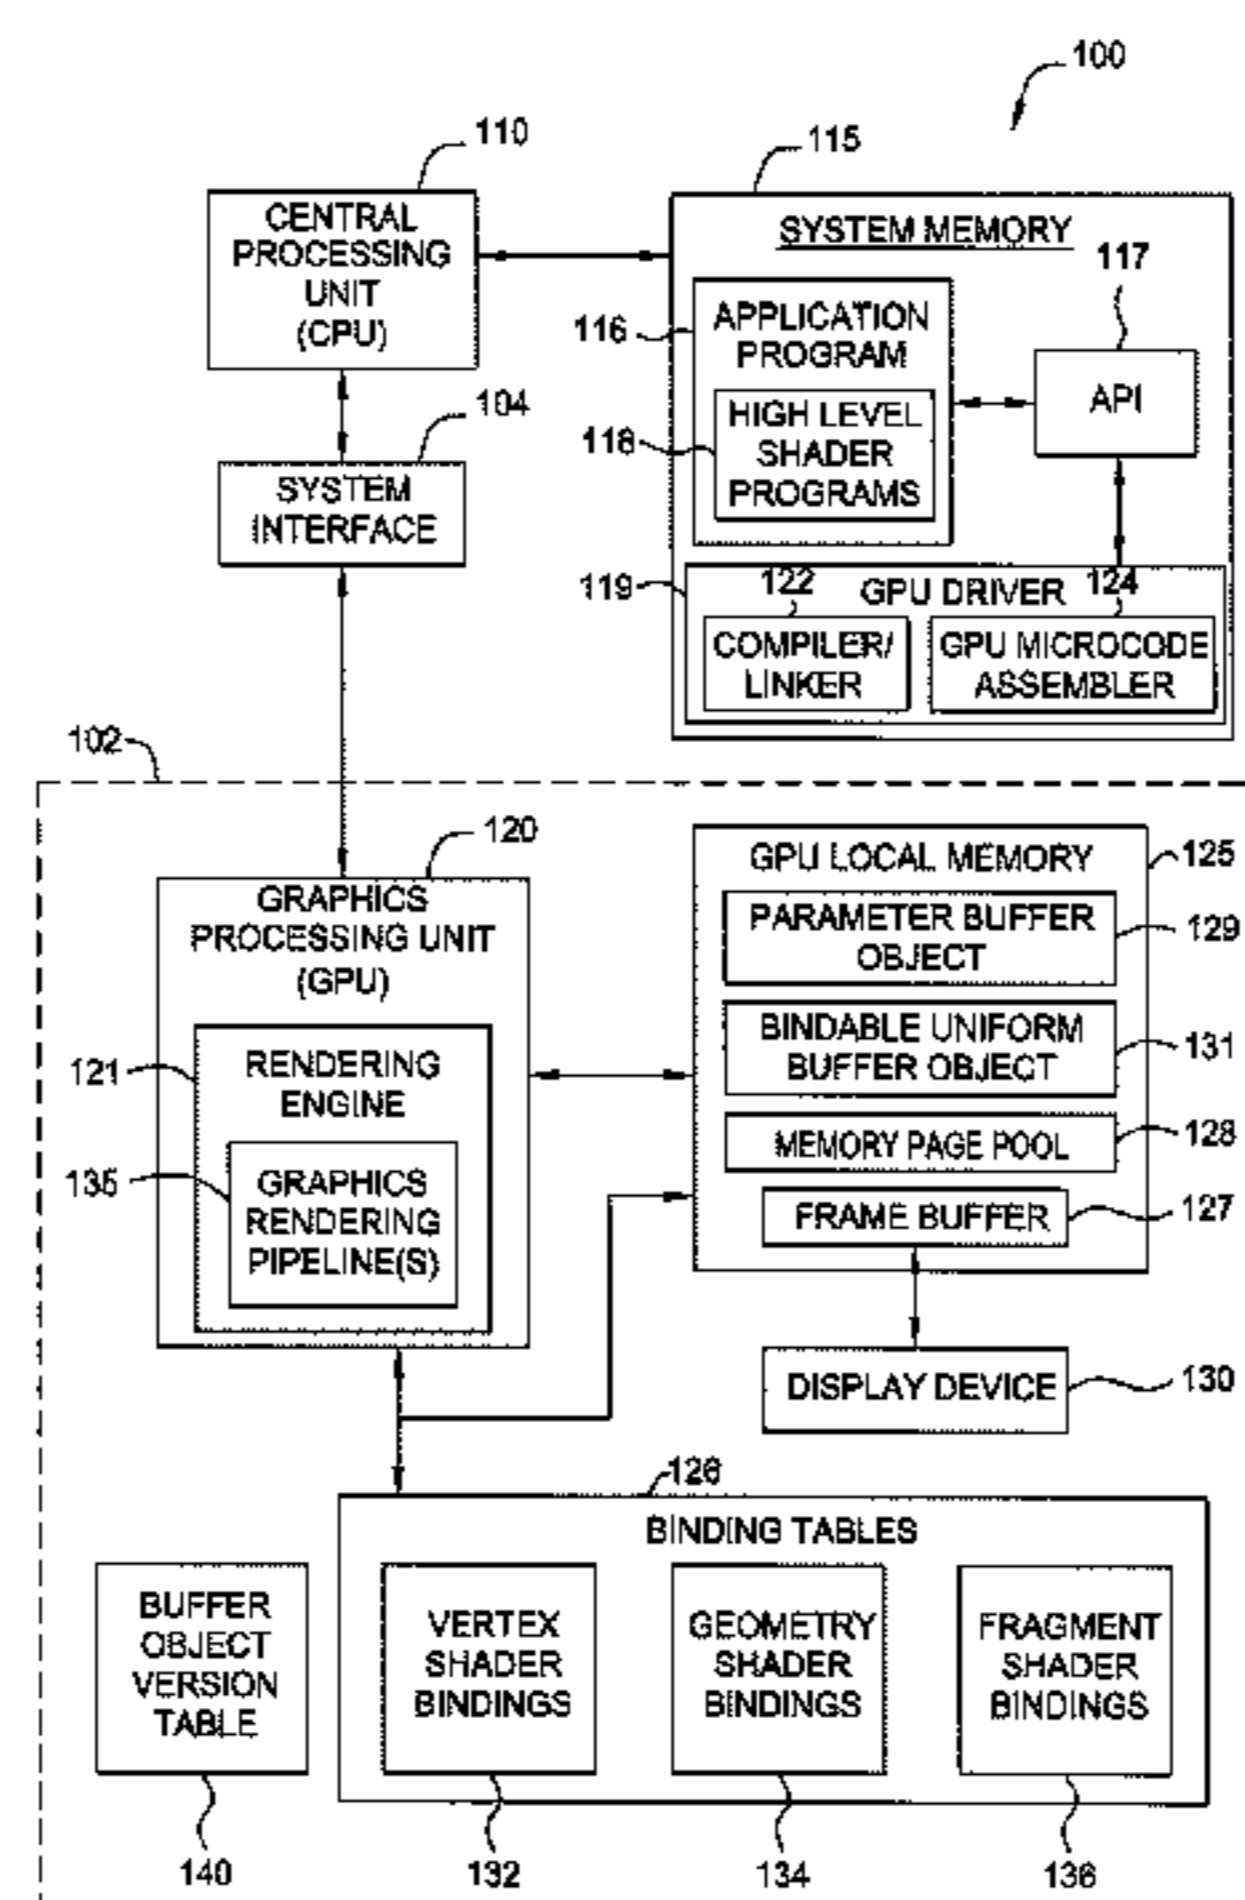 100
110
115
CENTRAL
PROCESSING
UNIT
(CPU)
SYSTEM MEMORY
117
116
APPLICATION
PROGRAM
API
104
118
HIGH LEVEL
SHADER
PROGRAMS
SYSTEM
INTERFACE
119
122
GPU DRIVER
124
COMPILER/
LINKER
GPU MICROCODE
ASSEMBLER
102
120
GRAPHICS
PROCESSING UNIT
(GPU)
GPU LOCAL MEMORY
125
PARAMETER BUFFER
OBJECT
129
121
RENDERING
ENGINE
BINDABLE UNIFORM
BUFFER OBJECT
131
MEMORY PAGE POOL
128
135
GRAPHICS
RENDERING
PIPELINE(S)
FRAME BUFFER
127
DISPLAY DEVICE
130
126
BINDING TABLES
BUFFER
OBJECT
VERSION
TABLE
VERTEX
SHADER
BINDINGS
GEOMETRY
SHADER
BINDINGS
FRAGMENT
SHADER
BINDINGS
140
132
134
136